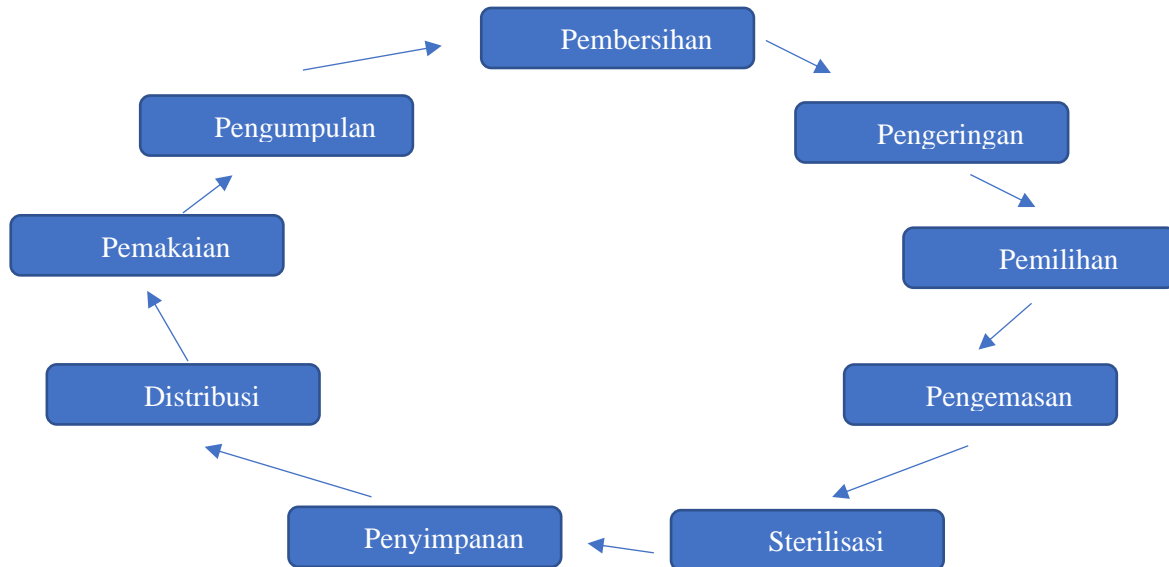 Pembersihan
Pengumpulan
Pengeringan
Pemakaian
Pemilihan
Distribusi
Pengemasan
Penyimpanan
Sterilisasi